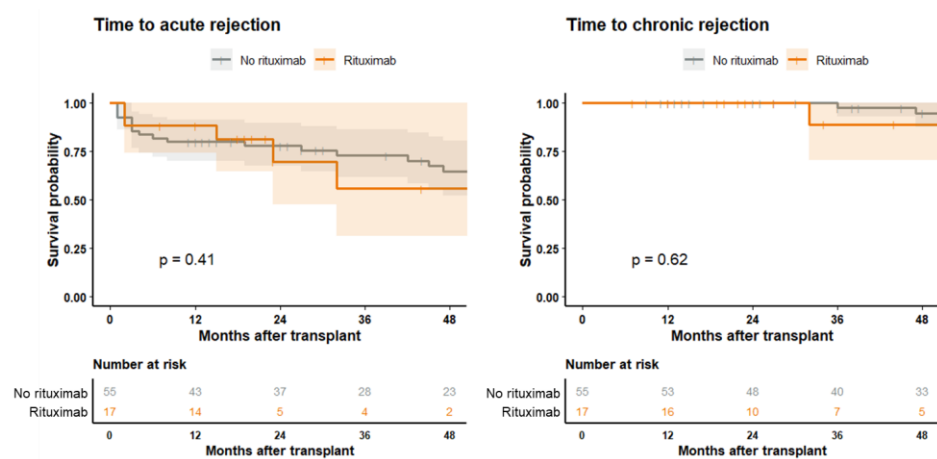 Time to acute rejection
No rituximab Rituximab
Survival probability
1.00
0.75
0.50
0.25
0.00
p = 0.41
0 12 24 36 48
Months after transplant
Number at risk
No rituximab 55 43 37 28 23
Rituximab 17 14 5 4 2
0 12 24 36 48
Months after transplant
Time to chronic rejection
No rituximab Rituximab
Survival probability
1.00
0.75
0.50
0.25
0.00
p = 0.62
0 12 24 36 48
Months after transplant
Number at risk
No rituximab 55 53 48 40 33
Rituximab 17 16 10 7 5
0 12 24 36 48
Months after transplant